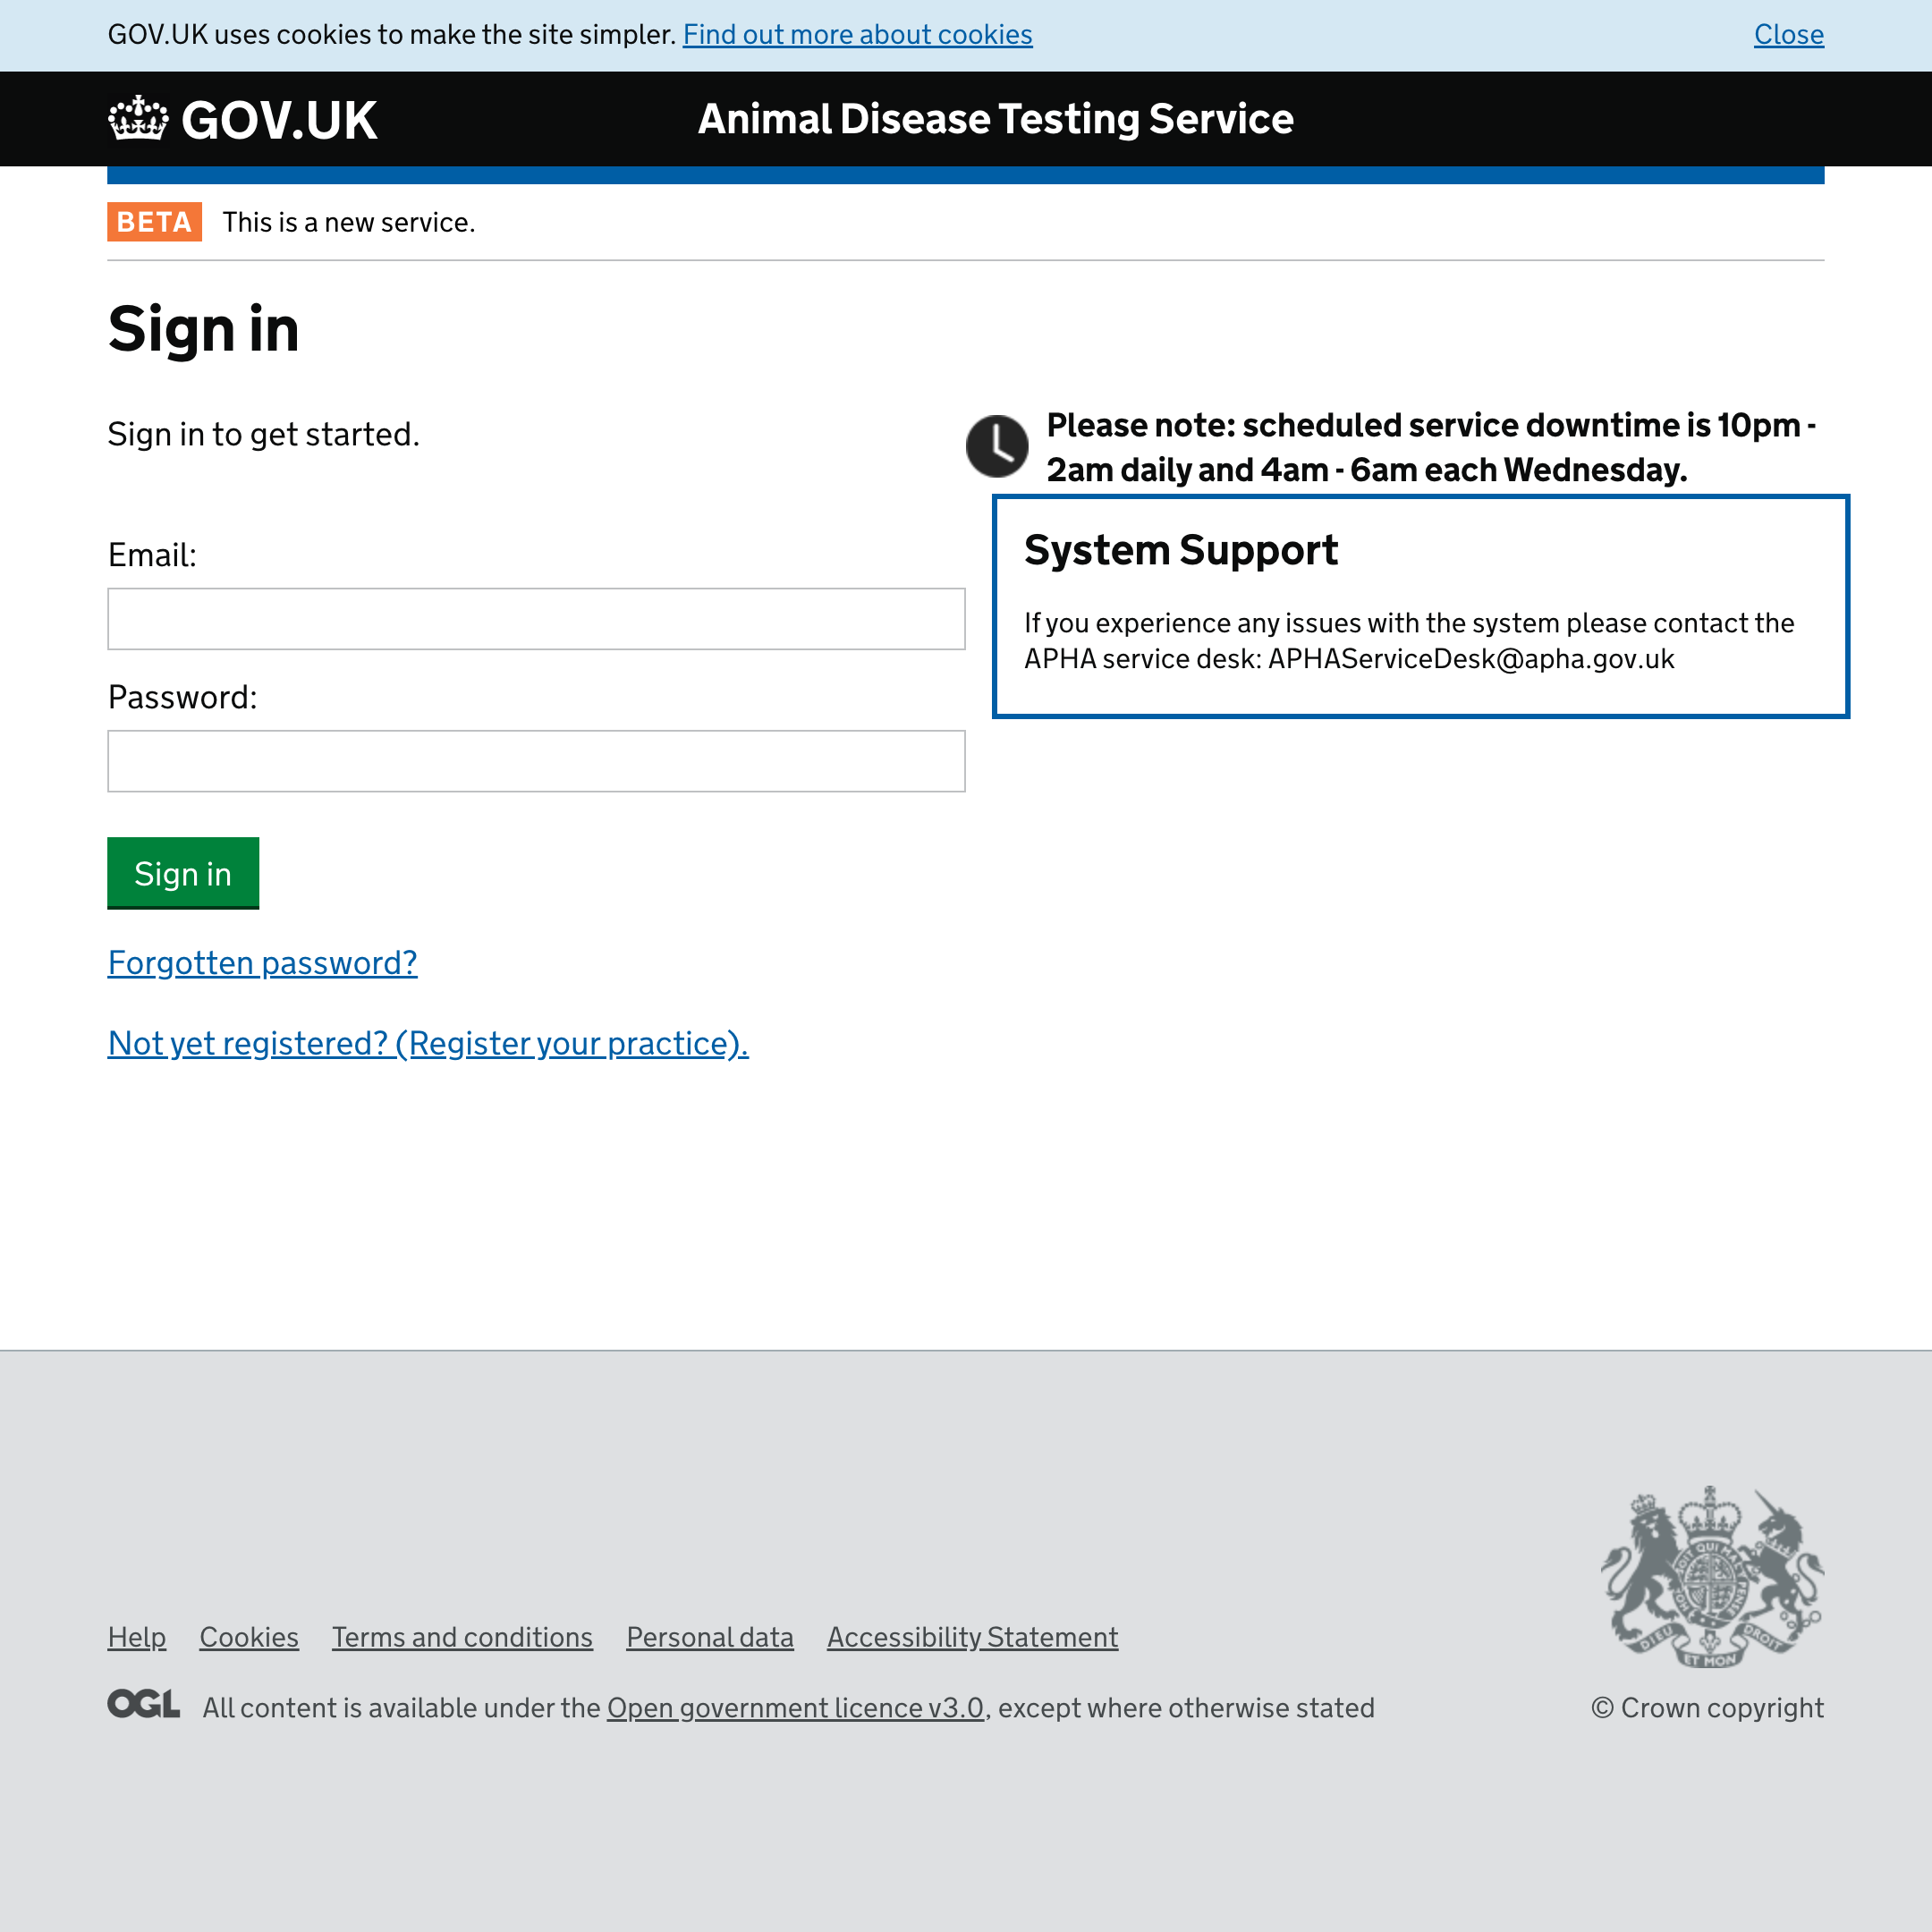 GOV.UK uses cookies to make the site simpler. Find out more about cookies
Close
GOV.UK
Animal Disease Testing Service
BETA This is a new service.
Sign in
Sign in to get started.
Please note: scheduled service downtime is 10pm -
2am daily and 4am - 6am each Wednesday.
System Support
If you experience any issues with the system please contact the
APHA service desk: APHAServiceDesk@apha.gov.uk
Email:
Password:
Sign in
Forgotten password?
Not yet registered? (Register your practice).
Help Cookies Terms and conditions Personal data Accessibility Statement
OGL All content is available under the Open government licence v3.0, except where otherwise stated
DIEU ET MON DROIT
© Crown copyright